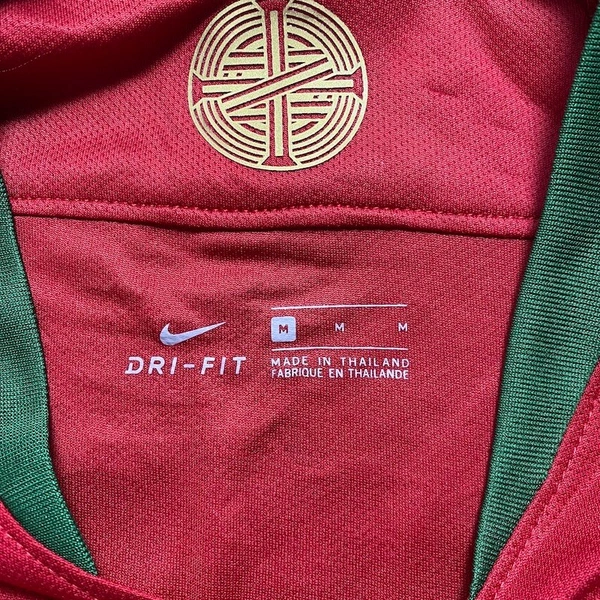 DRI-FIT
M M M
MADE IN THAILAND
FABRIQUE EN THAILANDE